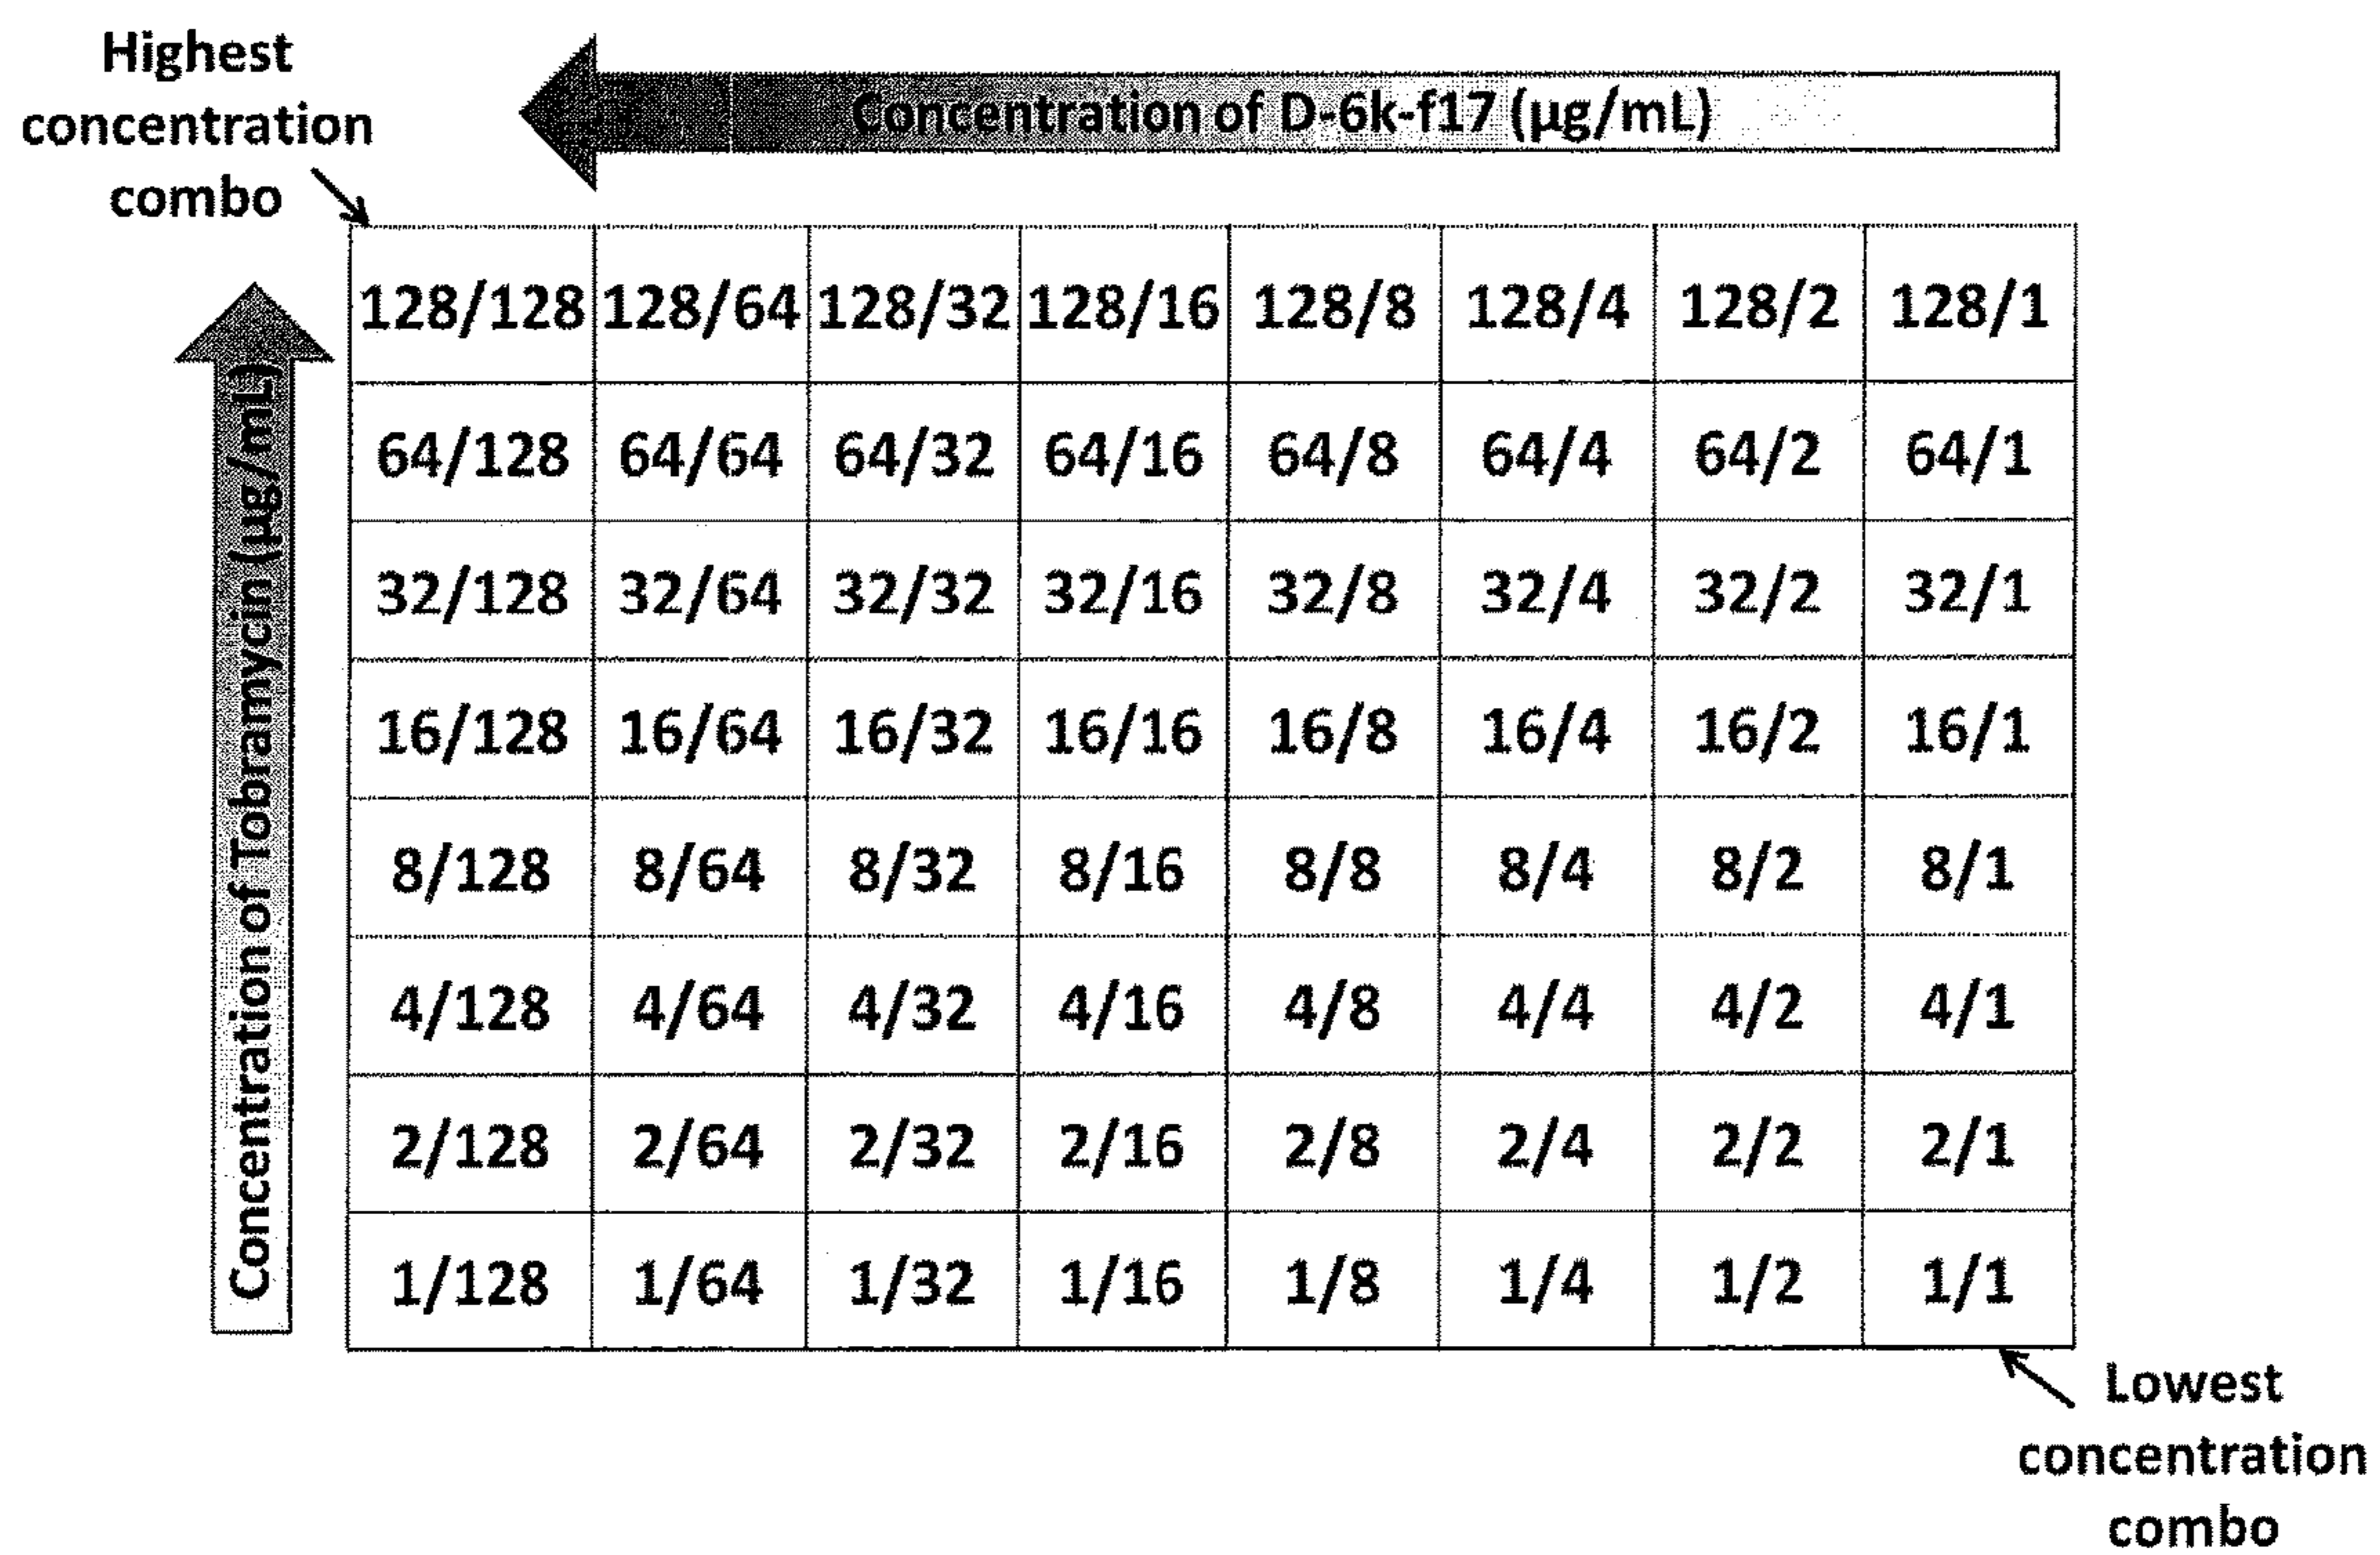 Highest
concentration
combo
Concentration of D-6k-f17 (µg/mL)
Concentration of Tobramycin (µg/mL)
128/128 128/64 128/32 128/16 128/8 128/4 128/2 128/1
64/128 64/64 64/32 64/16 64/8 64/4 64/2 64/1
32/128 32/64 32/32 32/16 32/8 32/4 32/2 32/1
16/128 16/64 16/32 16/16 16/8 16/4 16/2 16/1
8/128 8/64 8/32 8/16 8/8 8/4 8/2 8/1
4/128 4/64 4/32 4/16 4/8 4/4 4/2 4/1
2/128 2/64 2/32 2/16 2/8 2/4 2/2 2/1
1/128 1/64 1/32 1/16 1/8 1/4 1/2 1/1
Lowest
concentration
combo